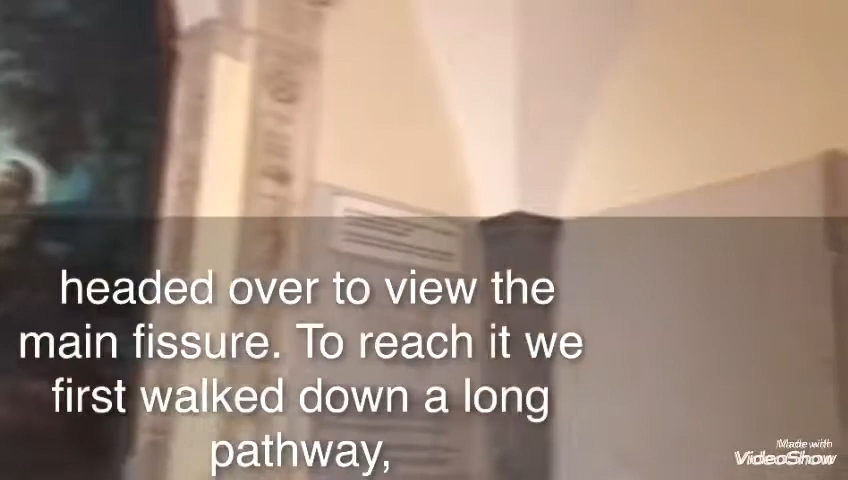 headed over to view the
main fissure. To reach it we
first walked down a long
pathway,
Made with
VideoShow